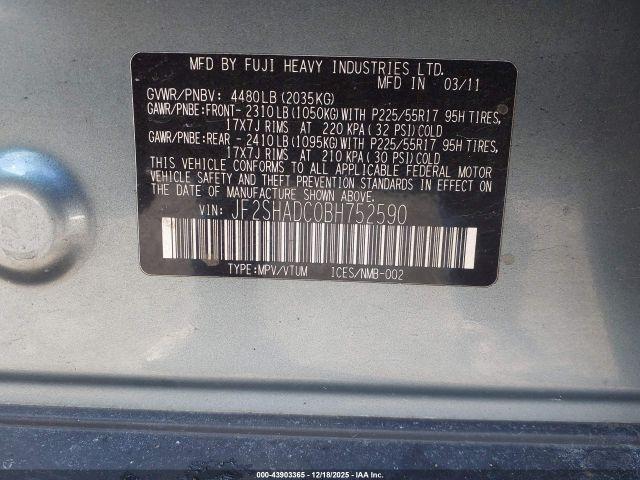 MFD BY FUJI HEAVY INDUSTRIES LTD.
MFD IN 03/11
GVWR/PNBV: 4480LB (2035KG)
GAWR/PNBE:FRONT- 2310LB(1050KG)WITH P225/55R17 95H TIRES,
17X7J RIMS AT 220 KPA(32 PSI)COLD
GAWR/PNBE:REAR - 2410LB(1095KG)WITH P225/55R17 95H TIRES,
17X7J RIMS AT 210 KPA(30 PSI)COLD
THIS VEHICLE CONFORMS TO ALL APPLICABLE FEDERAL MOTOR
VEHICLE SAFETY AND THEFT PREVENTION STANDARDS IN EFFECT
ON THE DATE OF MANUFACTURE SHOWN ABOVE.
VIN: JF2SHADC0BH752590
TYPE:MPV/VTUM ICES/NMB-002
000-43903365 - 12/18/2025 - IAA Inc.